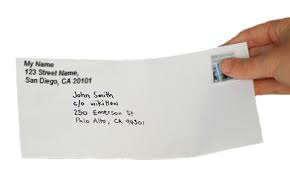 My Name
123 Street Name,
San Diego, CA 20101
John Smith
c/o wikiHow
250 Emerson St
Palo Alto, CA 94301